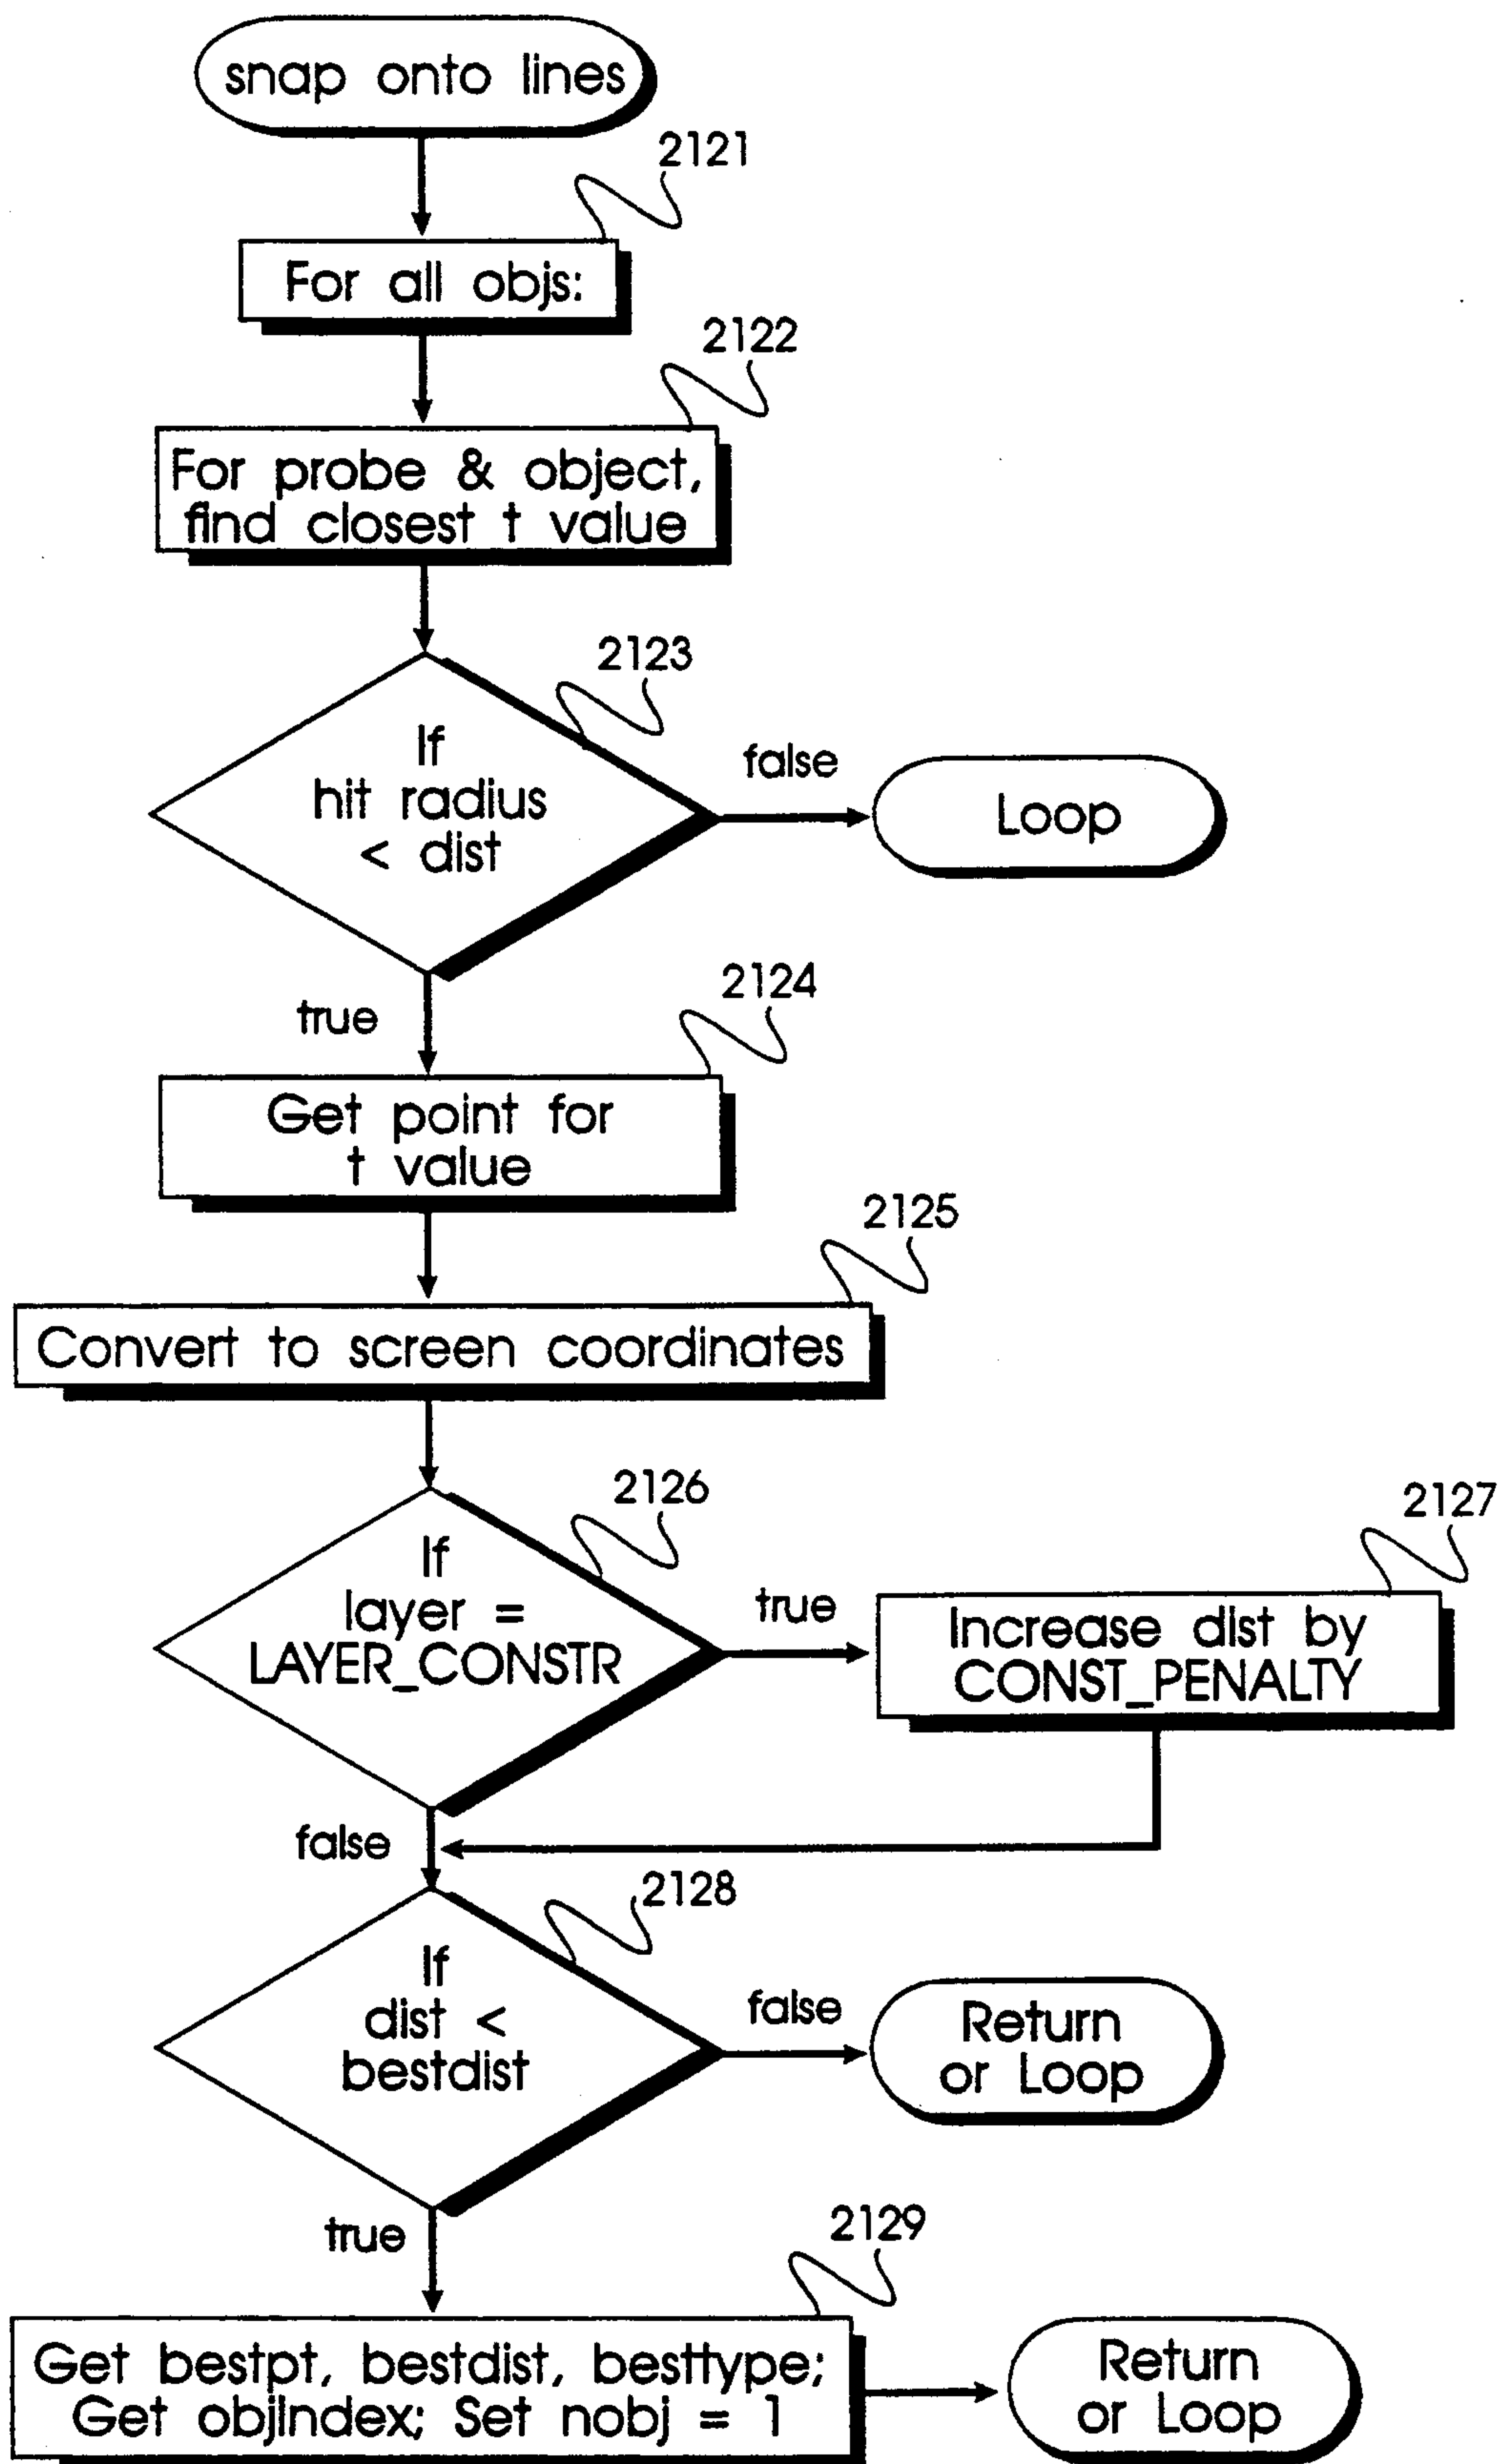 snap onto lines
2121
For all objs:
2122
For probe & object,
find closest t value
2123
If
hit radius
< dist
false
Loop
true
2124
Get point for
t value
2125
Convert to screen coordinates
2126
If
layer =
LAYER_CONSTR
true
2127
Increase dist by
CONST_PENALTY
false
2128
If
dist <
bestdist
false
Return
or Loop
true
2129
Get bestpt, bestdist, besttype;
Get objIndex; Set nobj = 1
Return
or Loop